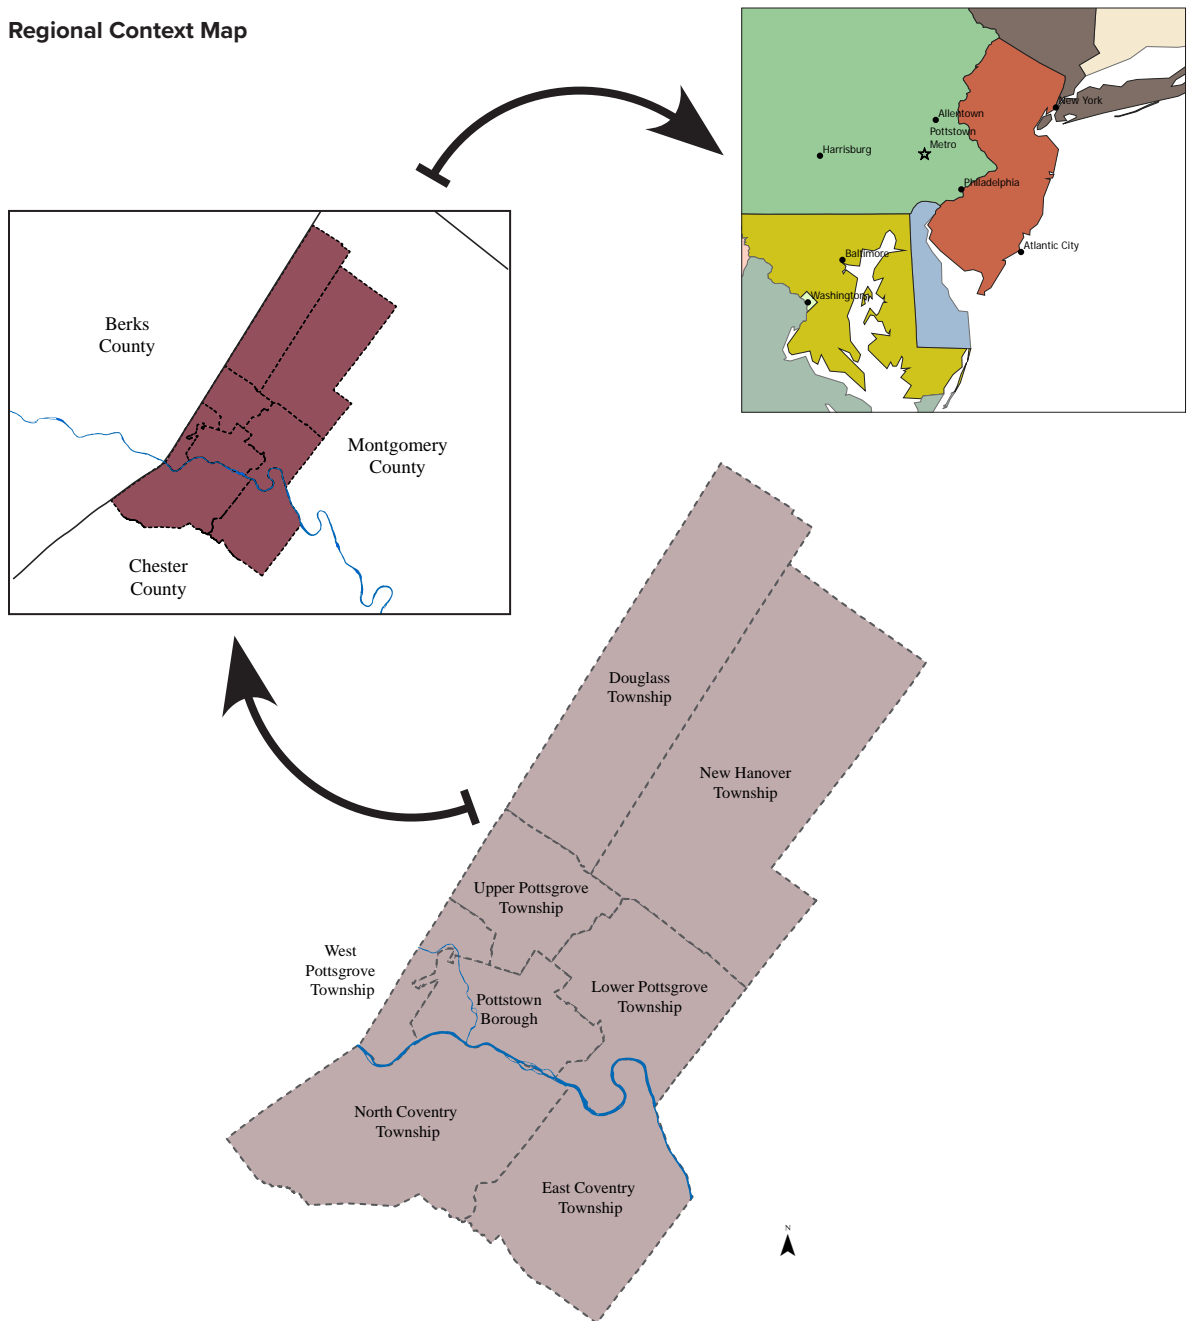 Regional Context Map
New York
Allentown
Pottstown
Metro
Harrisburg
Philadelphia
Atlantic City
Baltimore
Washington
Berks
County
Montgomery
County
Chester
County
Douglass
Township
New Hanover
Township
Upper Pottsgrove
Township
West
Pottsgrove
Township
Lower Pottsgrove
Township
Pottstown
Borough
North Coventry
Township
East Coventry
Township
N